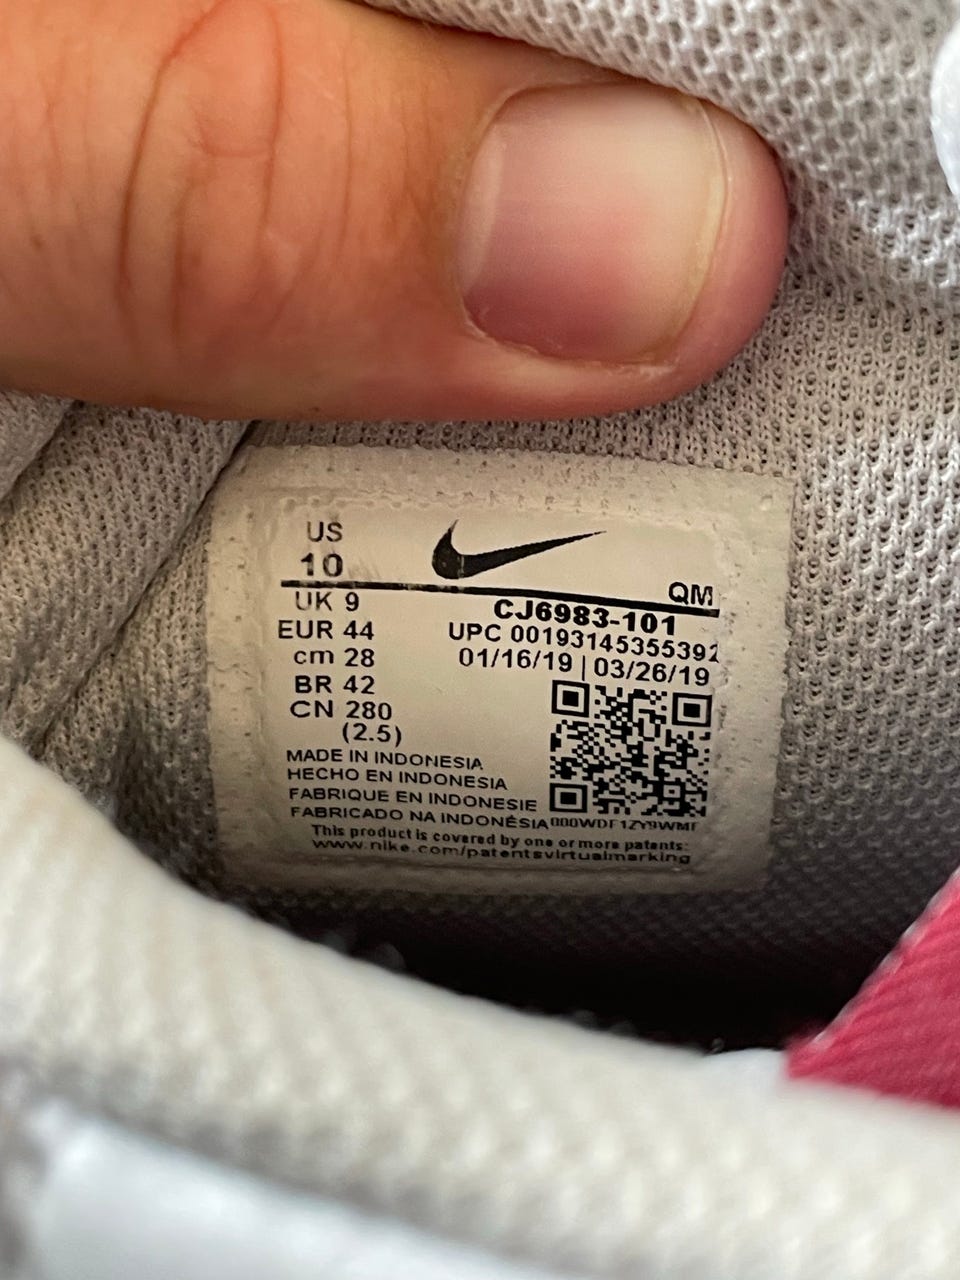 US
10
QM
UK 9
CJ6983-101
EUR 44
UPC 00193145355392
cm 28
01/16/19 | 03/26/19
BR 42
CN 280
(2.5)
MADE IN INDONESIA
HECHO EN INDONESIA
FABRIQUE EN INDONESIE
FABRICADO NA INDONÉSIA
This product is covered by one or more patents:
www.nike.com/patentsvirtualmarking